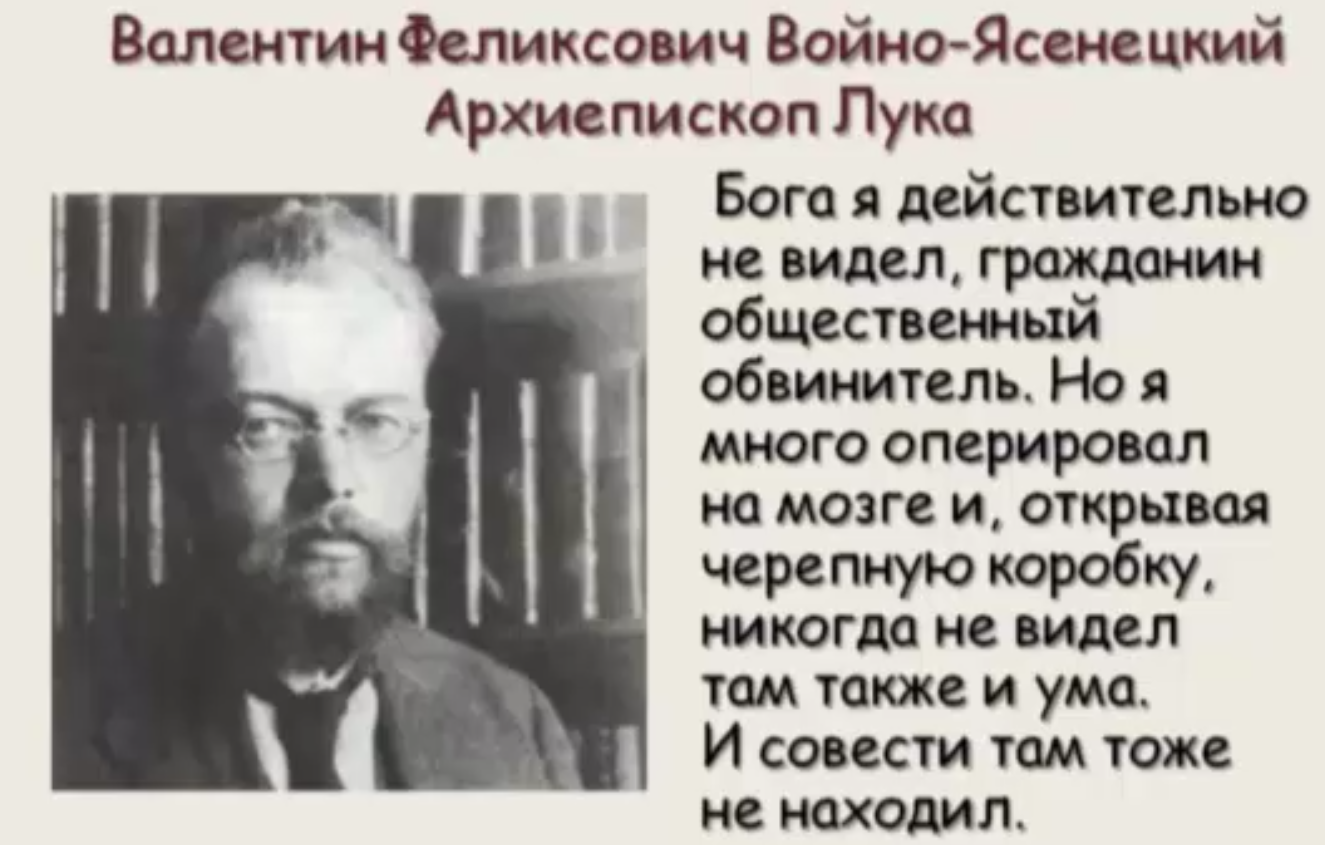 Валентин Феликсович Войно-Ясенецкий
Архиепископ Лука
Бога я действительно
не видел, гражданин
общественный
обвинитель. Но я
много оперировал
на мозге и, открывая
черепную коробку,
никогда не видел
там также и ума.
И совести там тоже
не находил.